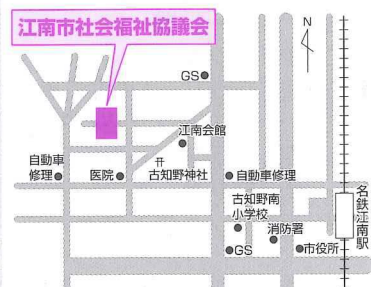 江南市社会福祉協議会
N
GS
江南会館
自動車
修理
医院
古知野神社
自動車修理
古知野南
小学校
消防署
GS
市役所
名鉄江南駅